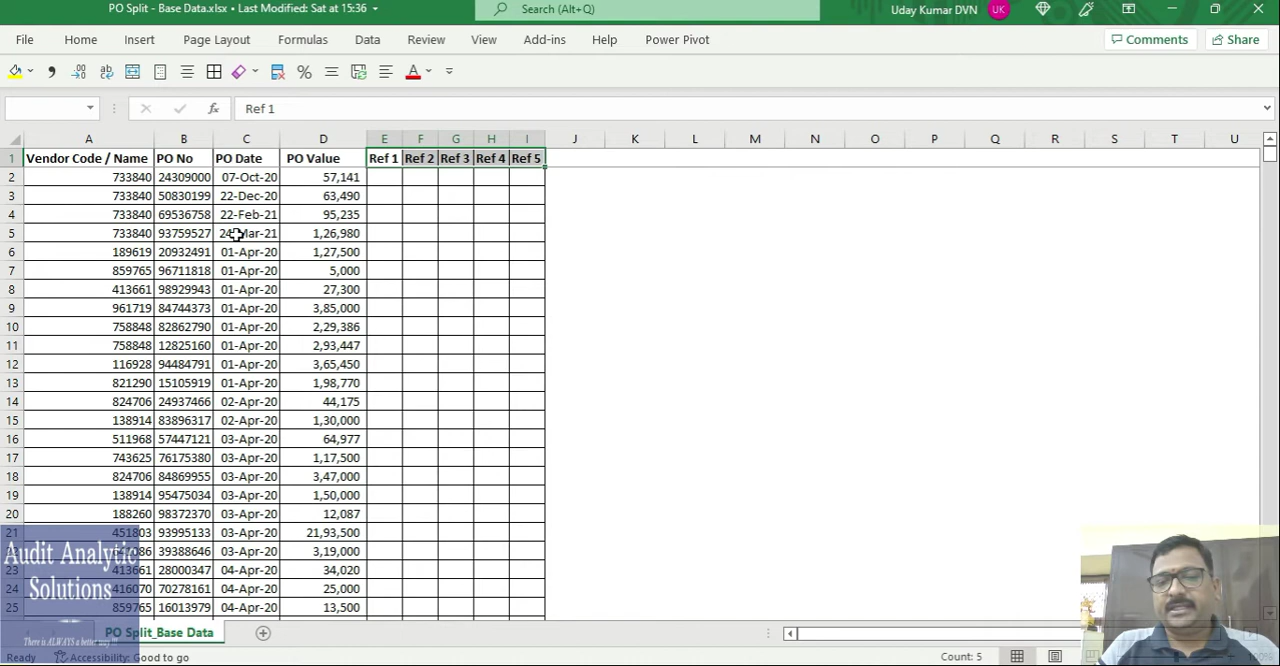 PO Split - Base Data.xlsx • Last Modified: Sat at 15:36
Search (Alt+Q)
Uday Kumar DVN
UK
File Home Insert Page Layout Formulas Data Review View Add-ins Help Power Pivot
Comments Share
Ref 1
A B C D E F G H I J K L M N O P Q R S T U
1 Vendor Code / Name PO No PO Date PO Value Ref 1 Ref 2 Ref 3 Ref 4 Ref 5
2 733840 24309000 07-Oct-20 57,141
3 733840 50830199 22-Dec-20 63,490
4 733840 69536758 22-Feb-21 95,235
5 733840 93759527 24-Mar-21 1,26,980
6 189619 20932491 01-Apr-20 1,27,500
7 859765 96711818 01-Apr-20 5,000
8 413661 98929943 01-Apr-20 27,300
9 961719 84744373 01-Apr-20 3,85,000
10 758848 82862790 01-Apr-20 2,29,386
11 758848 12825160 01-Apr-20 2,93,447
12 116928 94484791 01-Apr-20 3,65,450
13 821290 15105919 01-Apr-20 1,98,770
14 824706 24937466 02-Apr-20 44,175
15 138914 83896317 02-Apr-20 1,30,000
16 511968 57447121 03-Apr-20 64,977
17 743625 76175380 03-Apr-20 1,17,500
18 824706 84869955 03-Apr-20 3,47,000
19 138914 95475034 03-Apr-20 1,50,000
20 188260 98372370 03-Apr-20 12,087
21 451803 93995133 03-Apr-20 21,93,500
39388646 03-Apr-20 3,19,000
23 413661 28000347 04-Apr-20 34,020
24 416070 70278161 04-Apr-20 25,000
25 859765 16013979 04-Apr-20 13,500
Audit Analytic
Solutions
There is ALWAYS a better way !!!
PO Split_Base Data
Ready Accessibility: Good to go Count: 5